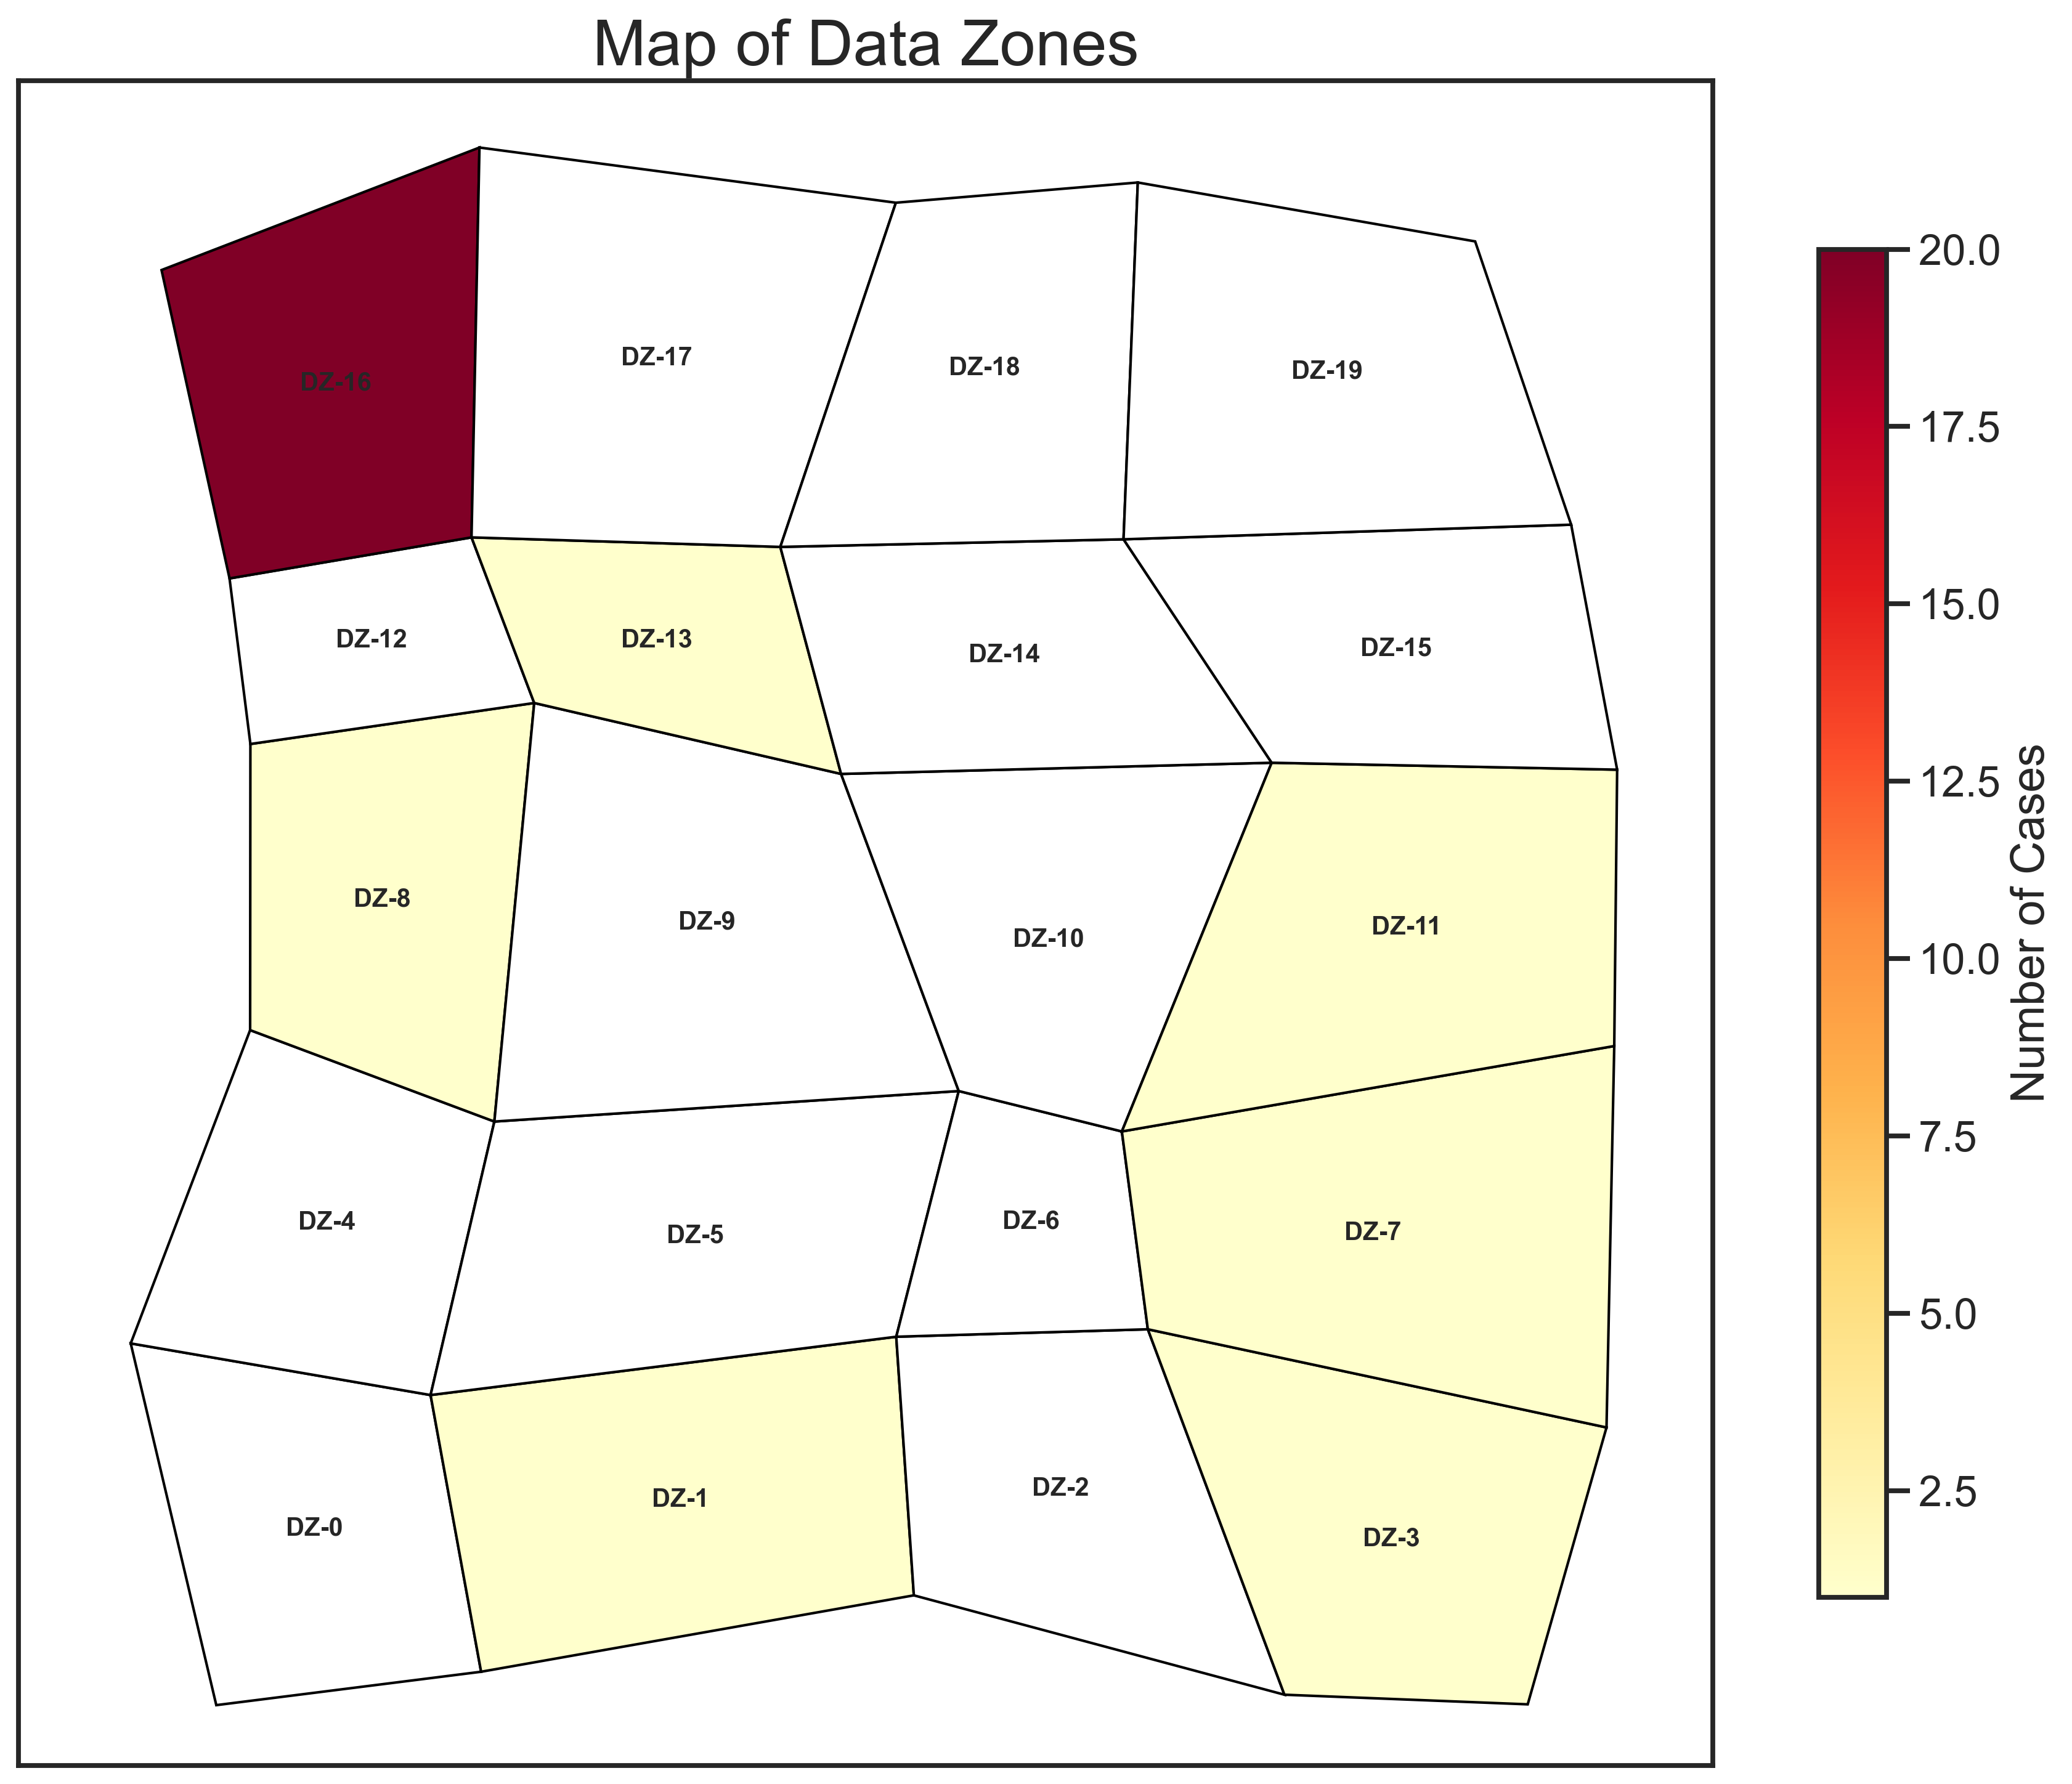 Map of Data Zones
DZ-16
DZ-17
DZ-18
DZ-19
DZ-12
DZ-13
DZ-14
DZ-15
DZ-8
DZ-9
DZ-10
DZ-11
DZ-4
DZ-5
DZ-6
DZ-7
DZ-0
DZ-1
DZ-2
DZ-3
20.0
17.5
15.0
12.5
10.0
7.5
5.0
2.5
Number of Cases